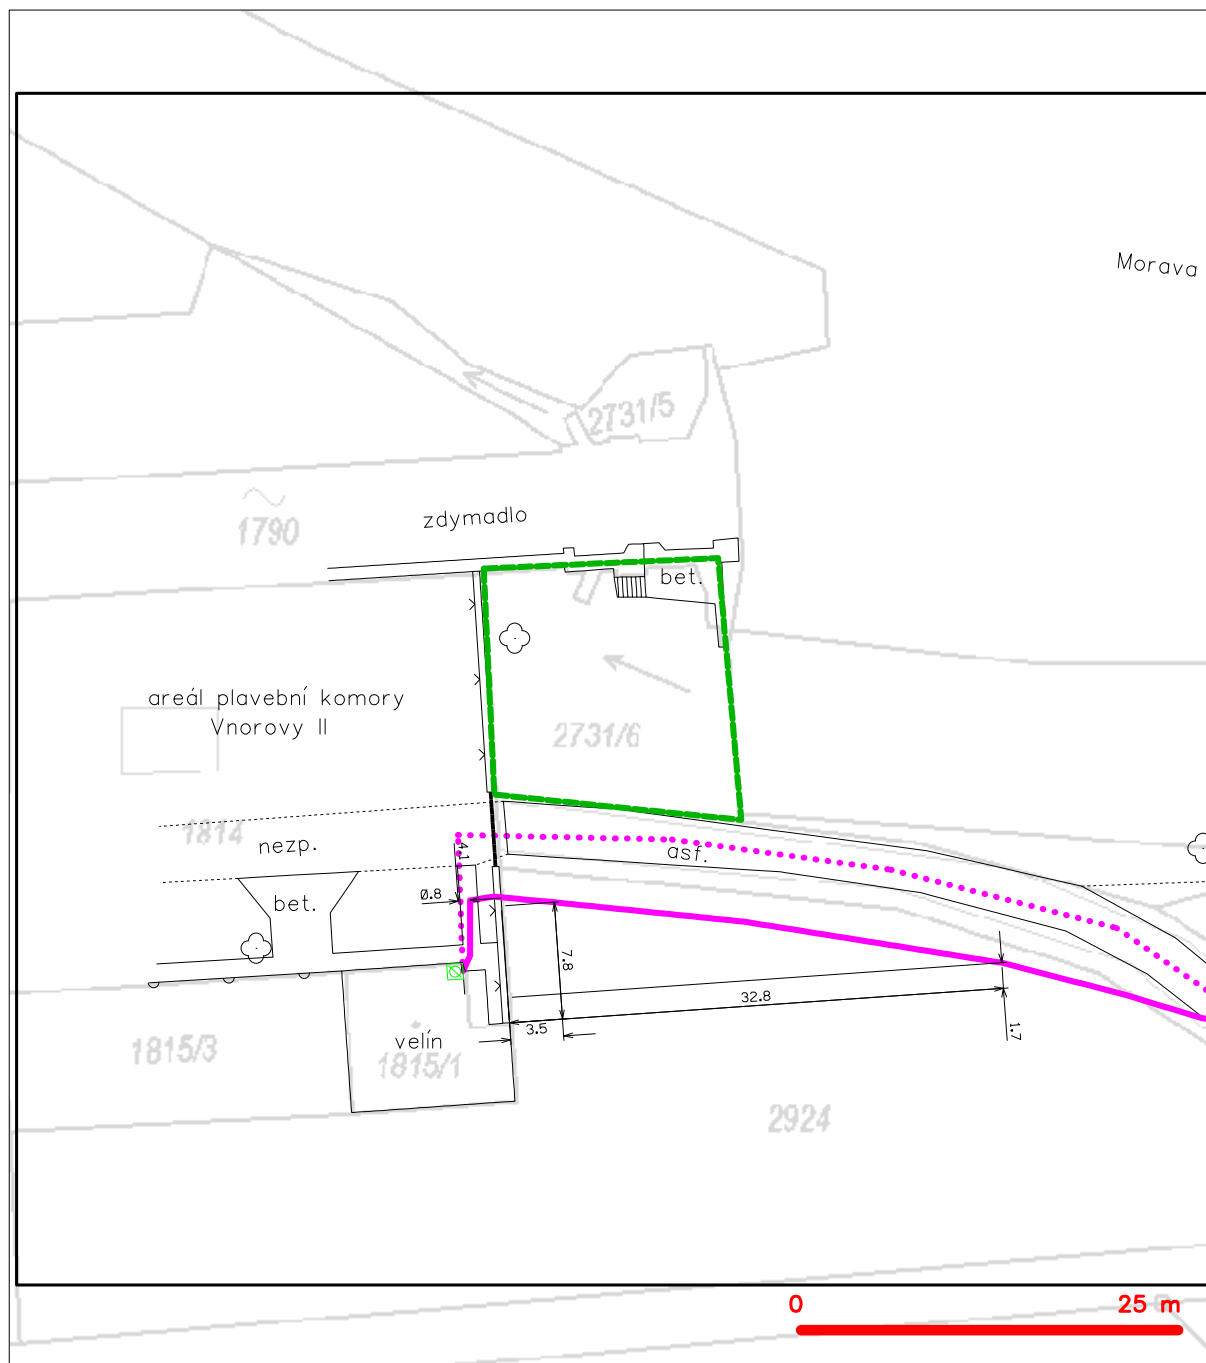 Morava
2731/5
1790
zdymadlo
bet.
areál plavební komory
Vnorovy II
2731/6
1814
nezp.
4.1
asf.
bet.
0.8
7.8
32.8
3.5
1.7
velín
1815/3
1815/1
2924
0
25 m